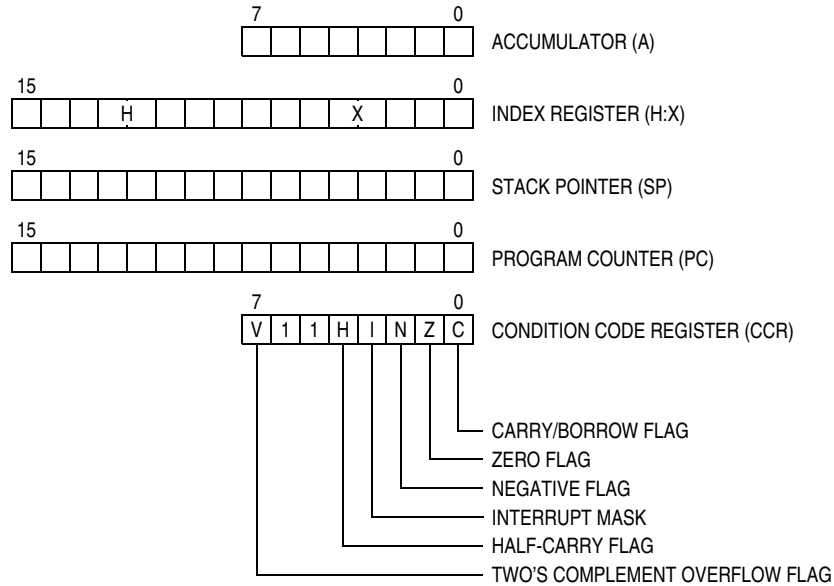 7 0
ACCUMULATOR (A)
15 0
H X
INDEX REGISTER (H:X)
15 0
STACK POINTER (SP)
15 0
PROGRAM COUNTER (PC)
7 0
V 1 1 H I N Z C
CONDITION CODE REGISTER (CCR)
CARRY/BORROW FLAG
ZERO FLAG
NEGATIVE FLAG
INTERRUPT MASK
HALF-CARRY FLAG
TWO'S COMPLEMENT OVERFLOW FLAG